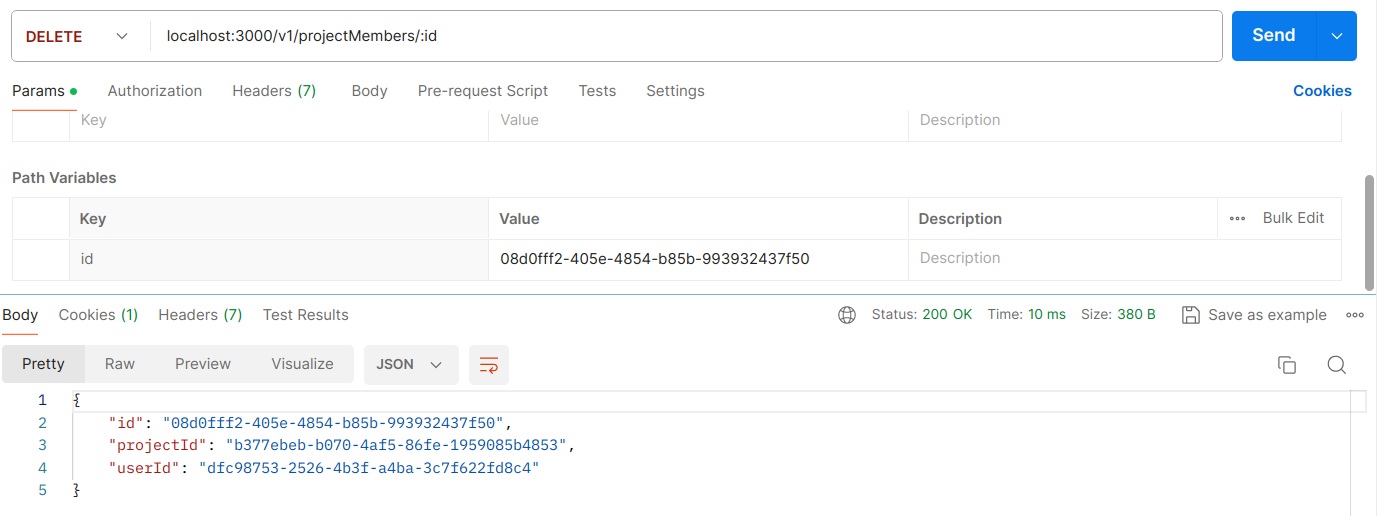 DELETE localhost:3000/v1/projectMembers/:id Send
Params Authorization Headers (7) Body Pre-request Script Tests Settings Cookies
Key Value Description
Path Variables
Key Value Description Bulk Edit
id 08d0fff2-405e-4854-b85b-993932437f50 Description
Body Cookies (1) Headers (7) Test Results Status: 200 OK Time: 10 ms Size: 380 B Save as example
Pretty Raw Preview Visualize JSON
1 {
2 "id": "08d0fff2-405e-4854-b85b-993932437f50",
3 "projectId": "b377ebeb-b070-4af5-86fe-1959085b4853",
4 "userId": "dfc98753-2526-4b3f-a4ba-3c7f622fd8c4"
5 }